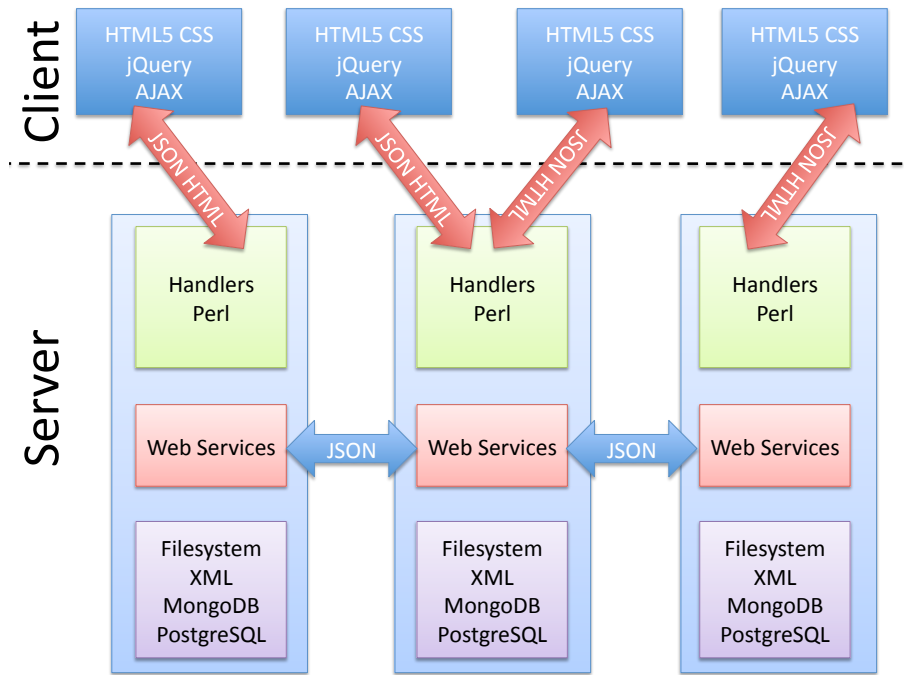 Client
HTML5 CSS
jQuery
AJAX
HTML5 CSS
jQuery
AJAX
HTML5 CSS
jQuery
AJAX
HTML5 CSS
jQuery
AJAX
JSON HTML
JSON HTML
JSON HTML
JSON HTML
Server
Handlers
Perl
Handlers
Perl
Handlers
Perl
Web Services
JSON
Web Services
JSON
Web Services
Filesystem
XML
MongoDB
PostgreSQL
Filesystem
XML
MongoDB
PostgreSQL
Filesystem
XML
MongoDB
PostgreSQL